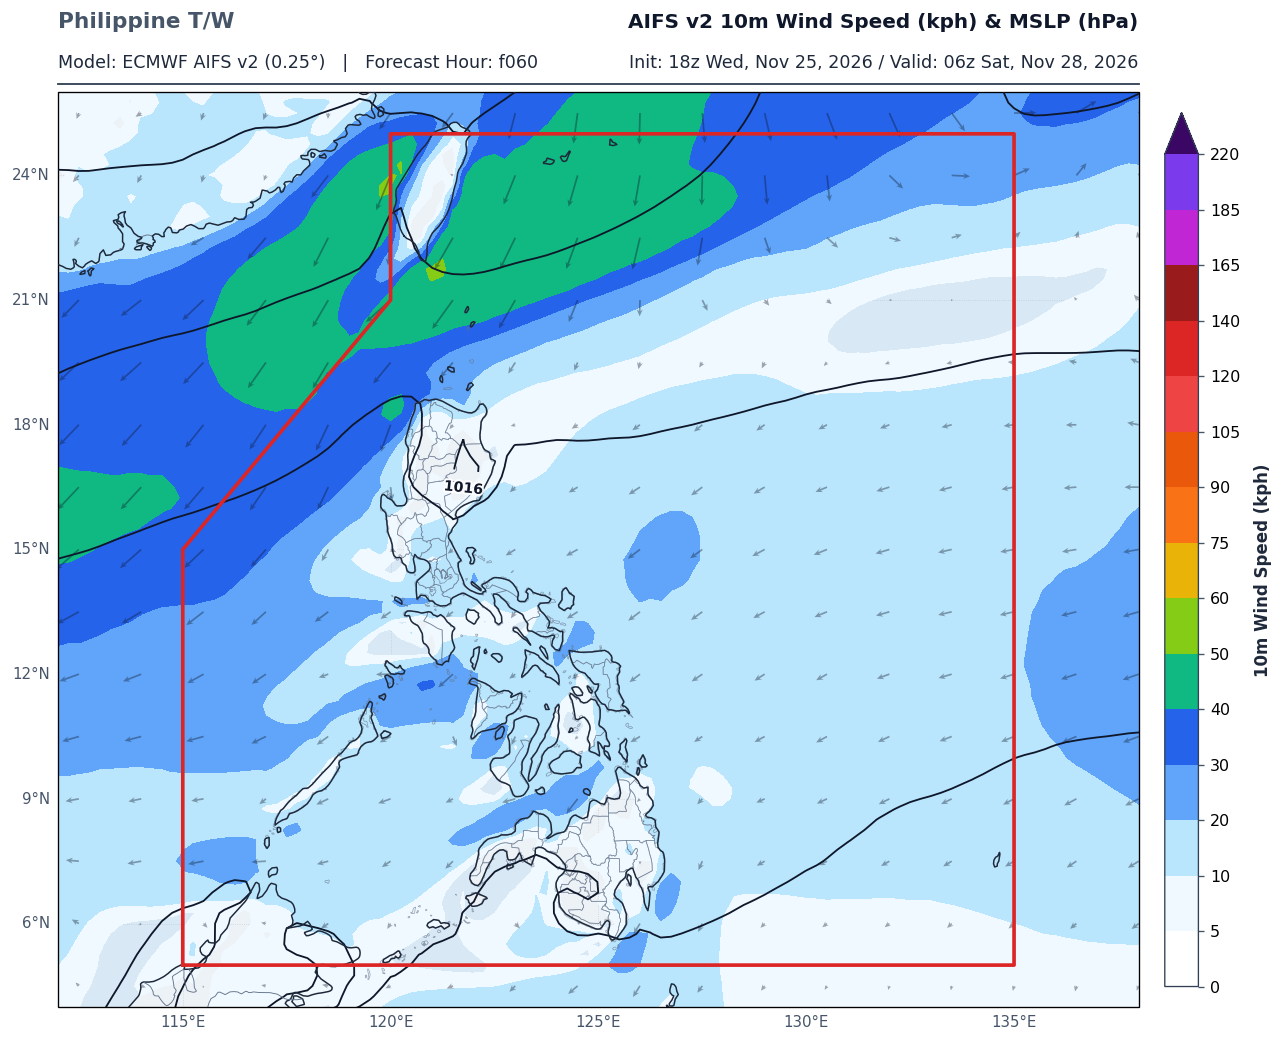 Philippine T/W
AIFS v2 10m Wind Speed (kph) & MSLP (hPa)
Model: ECMWF AIFS v2 (0.25°) | Forecast Hour: f060
Init: 18z Wed, Nov 25, 2026 / Valid: 06z Sat, Nov 28, 2026
24°N
21°N
18°N
15°N
12°N
9°N
6°N
1016
115°E
120°E
125°E
130°E
135°E
220
185
165
140
120
105
90
75
60
50
40
30
20
10
5
0
10m Wind Speed (kph)